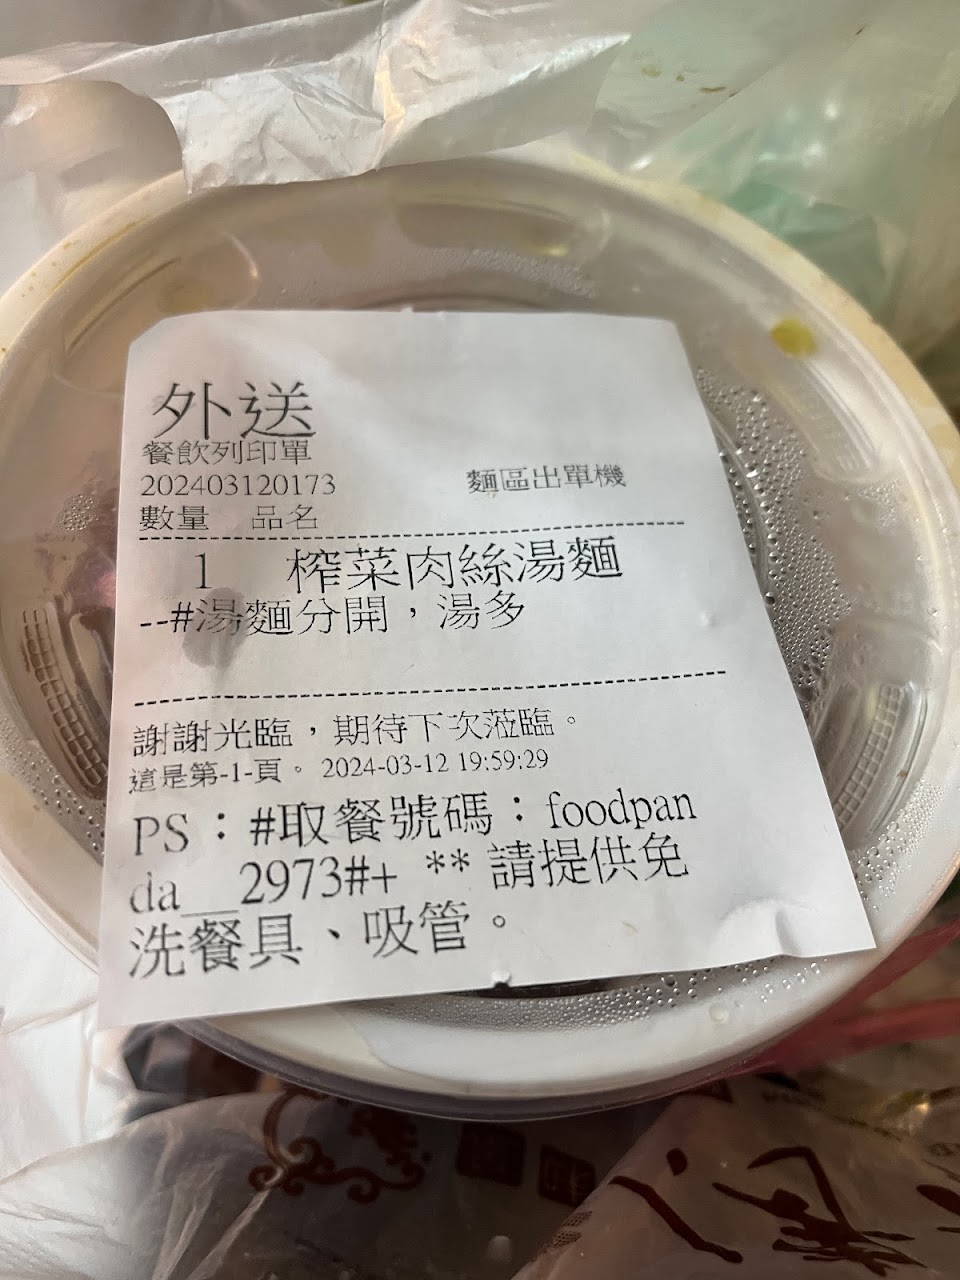 外送
餐飲列印單
202403120173 麵區出單機
數量 品名
1 榨菜肉絲湯麵
--#湯麵分開，湯多
謝謝光臨，期待下次蒞臨。
這是第-1-頁。 2024-03-12 19:59:29
PS：#取餐號碼：foodpan
da__2973#+ ** 請提供免
洗餐具、吸管。